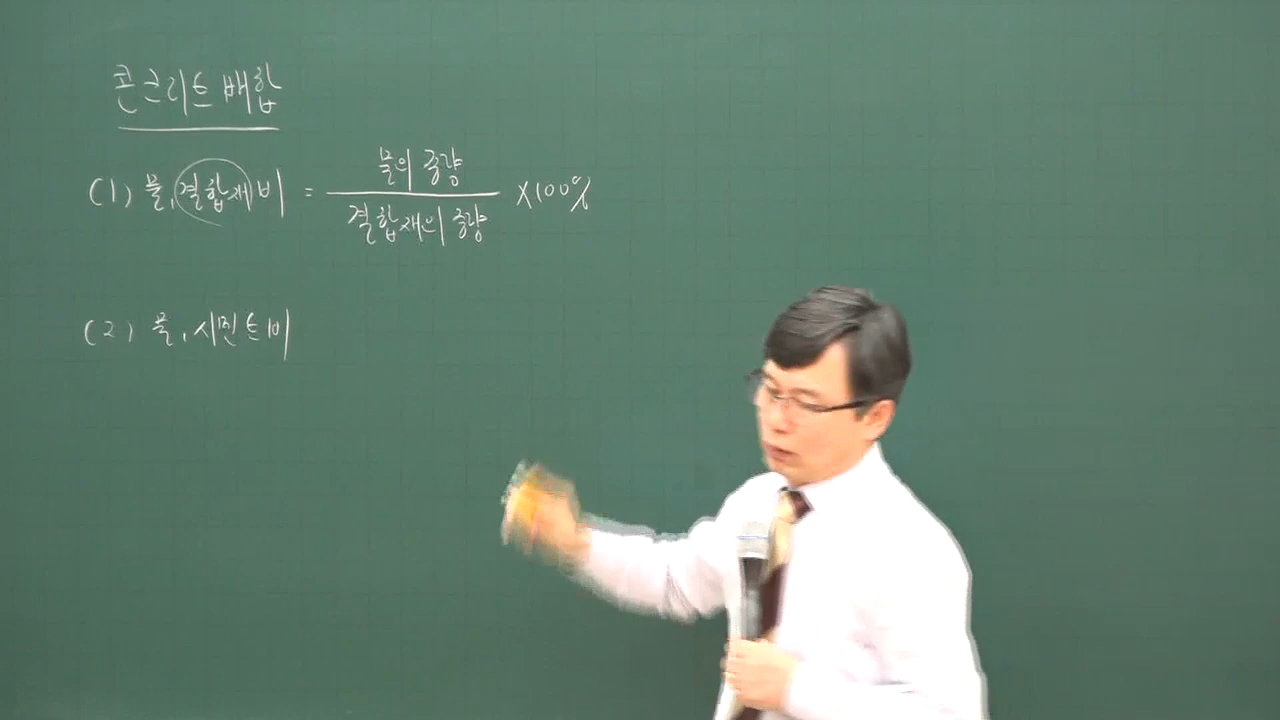 콘크리트 배합
(1) 물, 결합재비 = 물의 중량 / 결합재의 중량 ×100%
(2) 물, 시멘트비